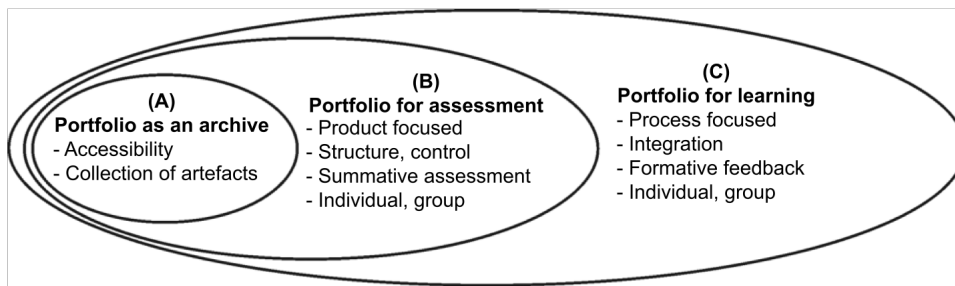 (A)
Portfolio as an archive
- Accessibility
- Collection of artefacts
(B)
Portfolio for assessment
- Product focused
- Structure, control
- Summative assessment
- Individual, group
(C)
Portfolio for learning
- Process focused
- Integration
- Formative feedback
- Individual, group